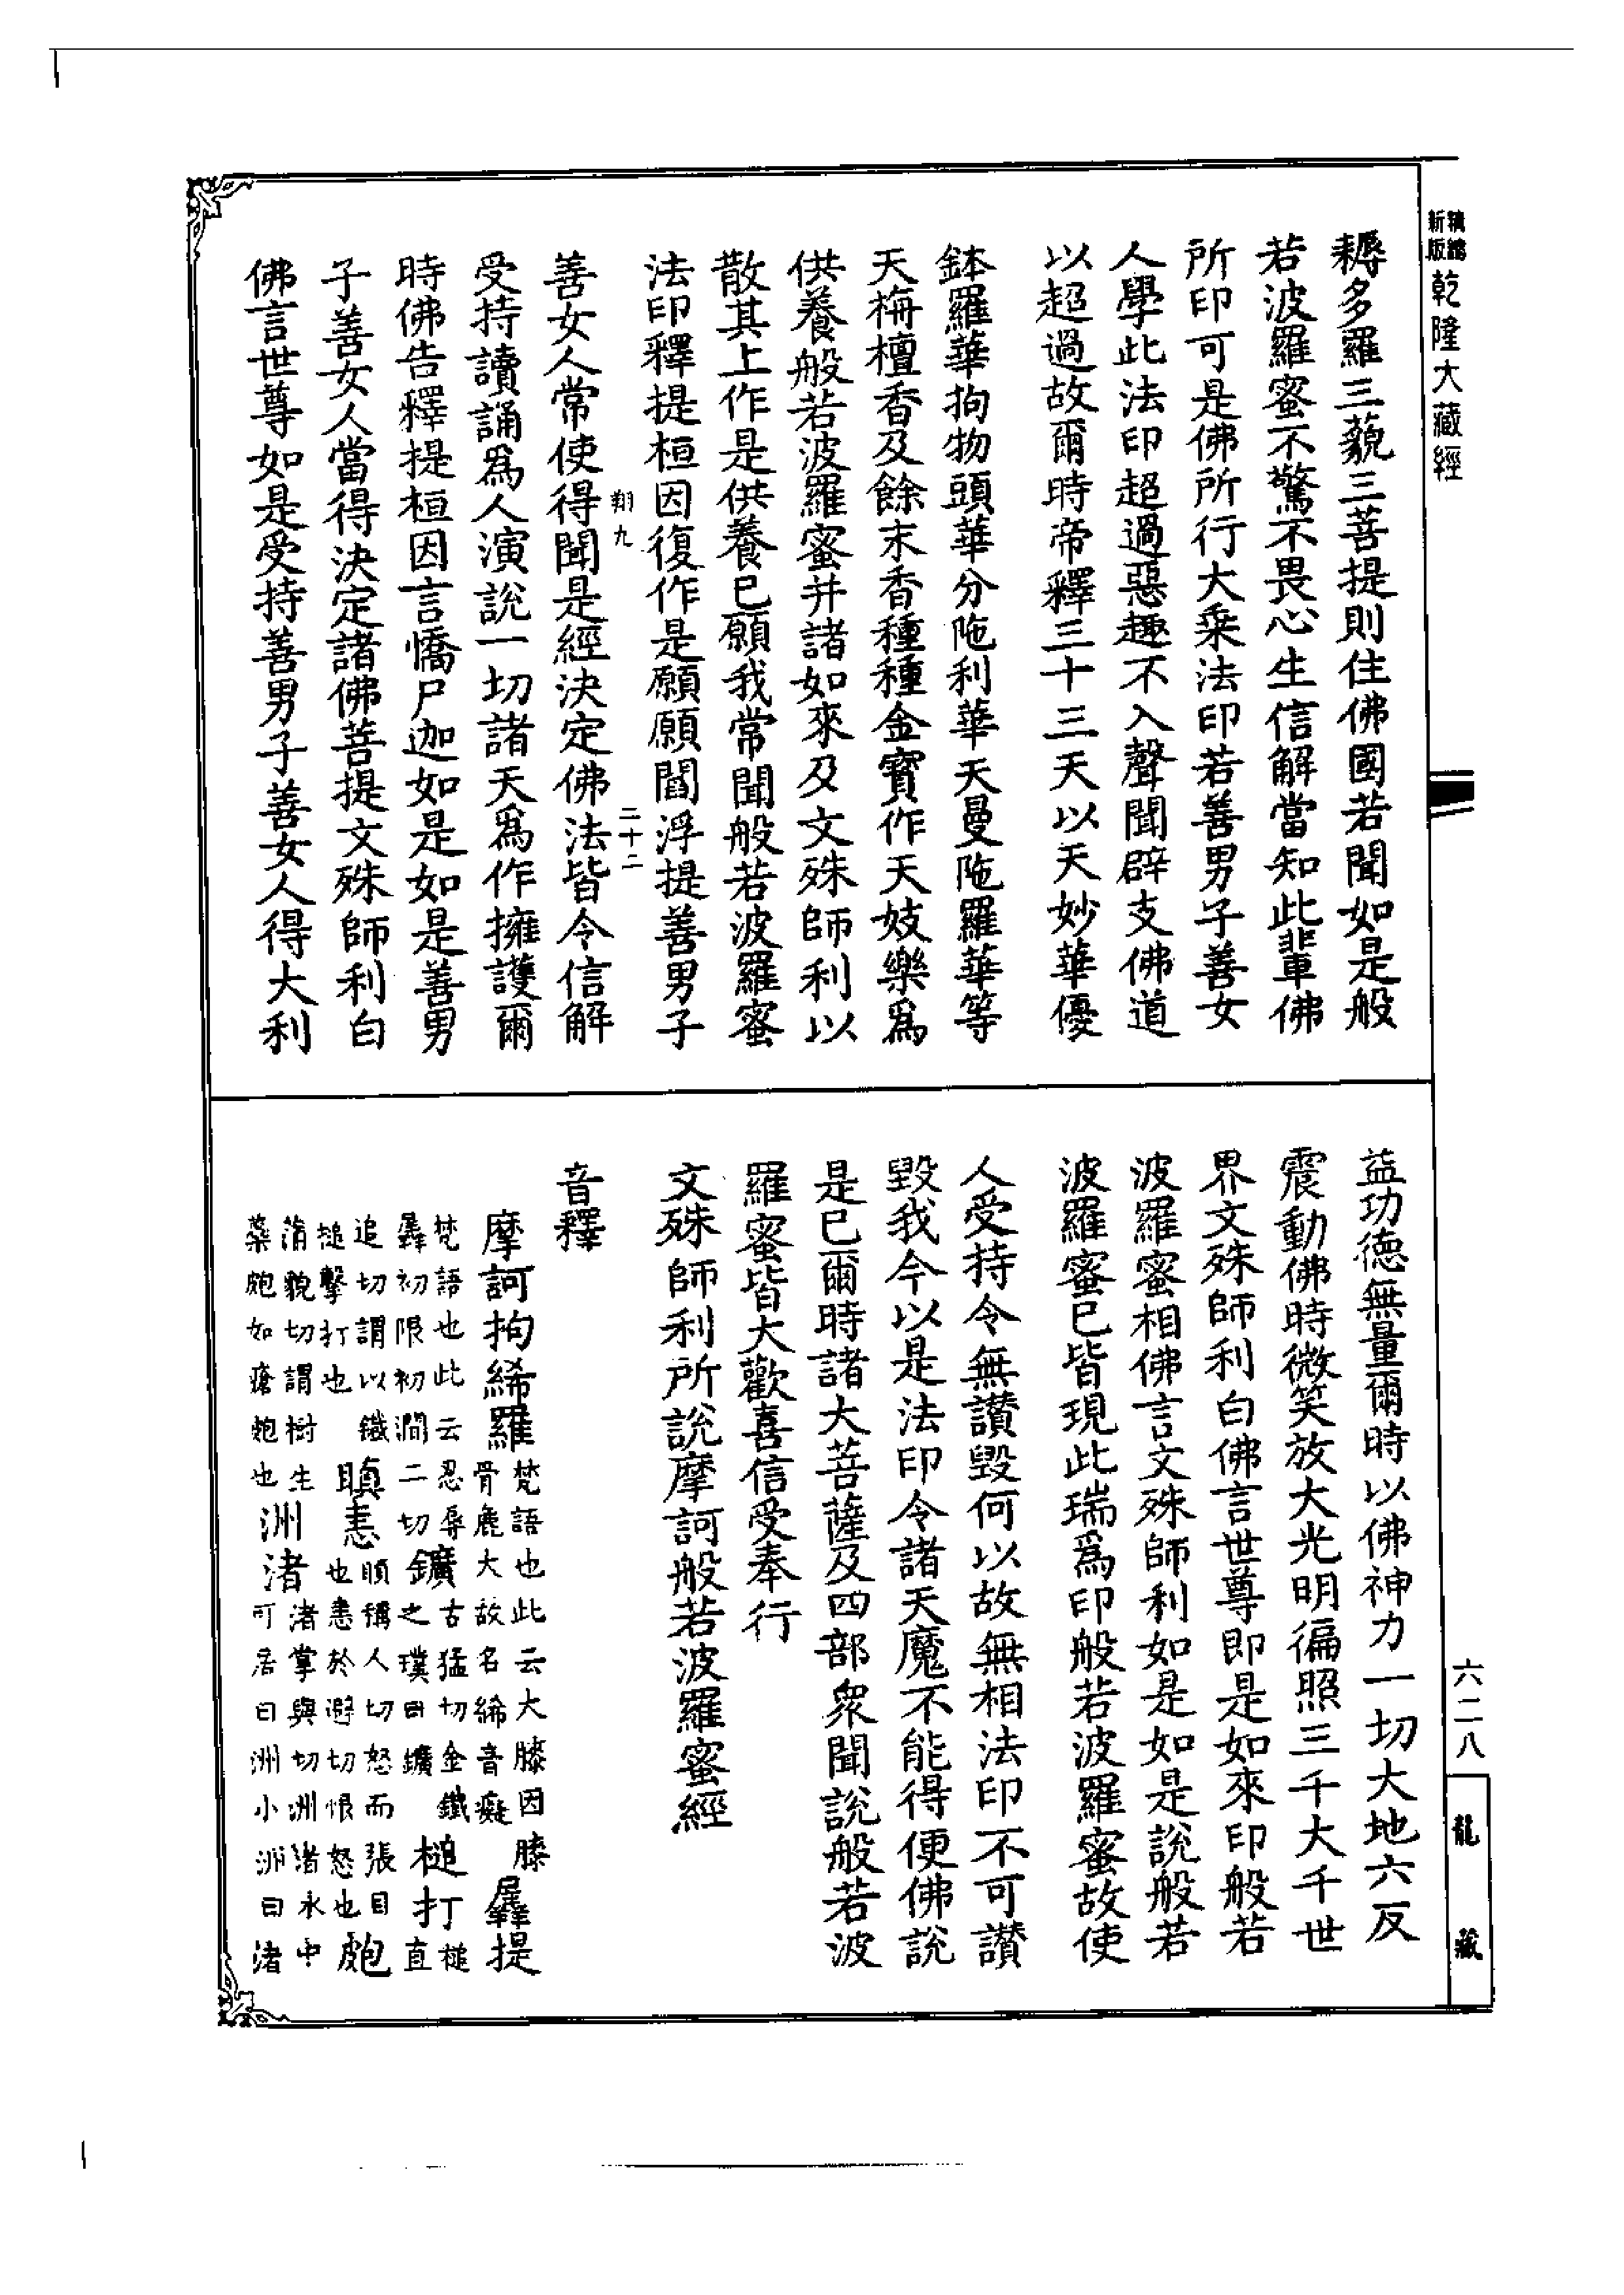 精縮
新版
乾隆大藏經
耨多羅三藐三菩提則住佛國若聞如是般
若波羅蜜不驚不畏心生信解當知此輩佛
所印可是佛所行大乘法印若善男子善女
人學此法印超過惡趣不入聲聞辟支佛道
以超過故爾時帝釋三十三天以天妙華優
鉢羅華拘物頭華分陁利華天曼陁羅華等
天栴檀香及餘末香種種金寶作天妓樂爲
供養般若波羅蜜并諸如來及文殊師利以
散其上作是供養已願我常聞般若波羅蜜
法印釋提桓因復作是願願閻浮提善男子
翔九
二十二
善女人常使得聞是經決定佛法皆令信解
受持讀誦爲人演說一切諸天爲作擁護爾
時佛告釋提桓因言憍尸迦如是如是善男
子善女人當得決定諸佛菩提文殊師利白
佛言世尊如是受持善男子善女人得大利
益功德無量爾時以佛神力一切大地六反
震動佛時微笑放大光明徧照三千大千世
界文殊師利白佛言世尊即是如來印般若
波羅蜜相佛言文殊師利如是如是說般若
波羅蜜已皆現此瑞爲印般若波羅蜜故使
人受持令無讚毀何以故無相法印不可讚
毀我今以是法印令諸天魔不能得便佛說
是已爾時諸大菩薩及四部衆聞說般若波
羅蜜皆大歡喜信受奉行
文殊師利所說摩訶般若波羅蜜經
音釋
摩訶拘絺羅 梵語也此云大膝因膝骨麁大故名絺音癡 羼提
梵語也此云忍辱羼初限初澗二切 鑛 古猛切金鐵之璞曰鑛 槌打 槌直
追切謂以鐵槌擊打也 瞋恚 瞋稱人切怒而張目也恚於避切恨怒也 皰
蒲貌切謂樹生蘂皰如瘡皰也 洲渚 渚掌與切洲渚水中可居曰洲小洲曰渚
六二八
龍藏